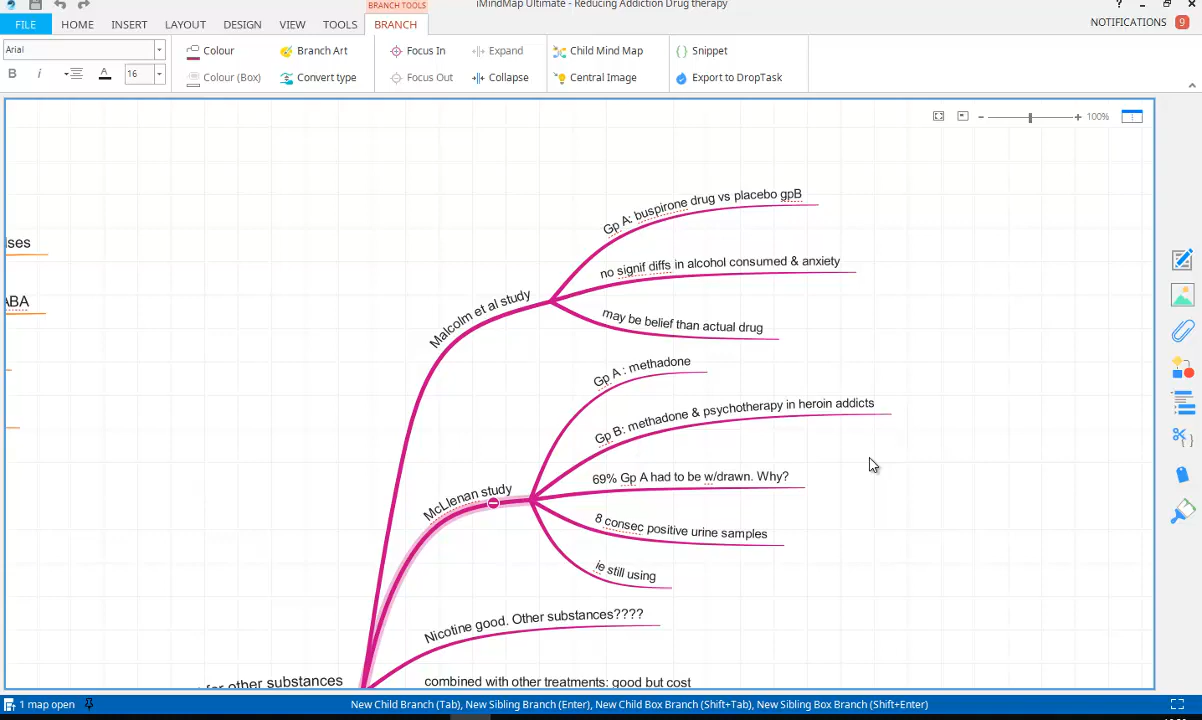 iMindMap Ultimate - Reducing Addiction Drug therapy
BRANCH TOOLS
FILE HOME INSERT LAYOUT DESIGN VIEW TOOLS BRANCH
NOTIFICATIONS 9
Arial
Colour
Branch Art
Focus In
Expand
Child Mind Map
Snippet
B i A 16
Colour (Box)
Convert type
Focus Out
Collapse
Central Image
Export to DropTask
100%
Gp A: buspirone drug vs placebo gpB
no signif diffs in alcohol consumed & anxiety
may be belief than actual drug
Malcolm et al study
Gp A : methadone
Gp B: methadone & psychotherapy in heroin addicts
69% Gp A had to be w/drawn. Why?
McLlenan study
8 consec positive urine samples
ie still using
Nicotine good. Other substances????
for other substances
combined with other treatments: good but cost
1 map open
New Child Branch (Tab), New Sibling Branch (Enter), New Child Box Branch (Shift+Tab), New Sibling Box Branch (Shift+Enter)